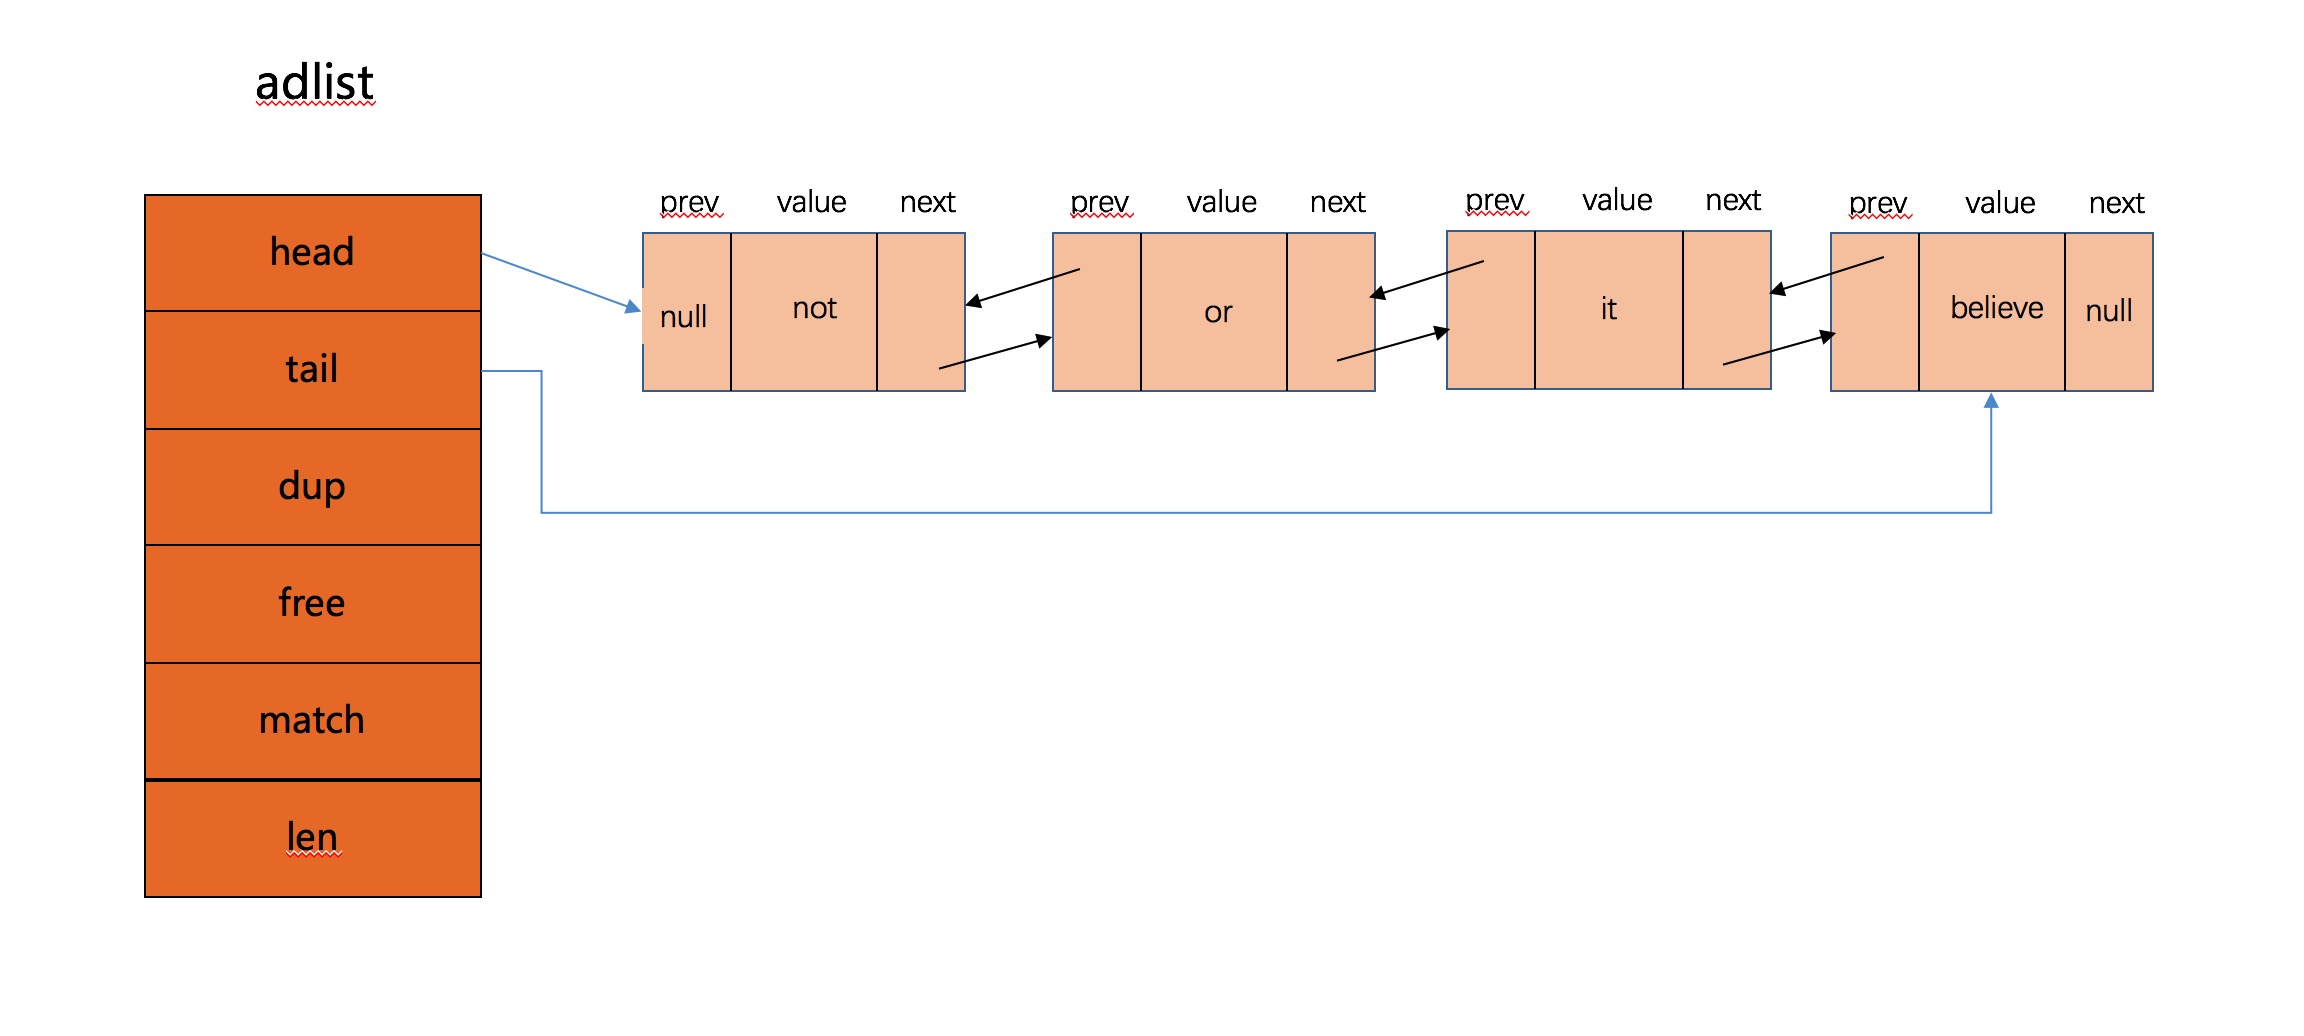 adlist
head
tail
dup
free
match
len
prev value next
null not
prev value next
or
prev value next
it
prev value next
believe null